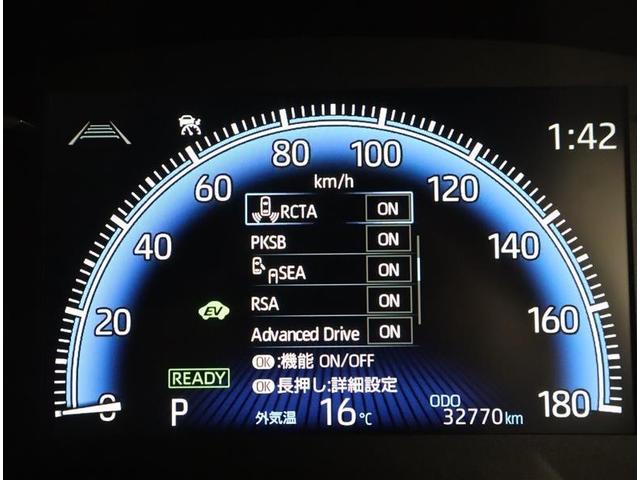 1:42
80 100
60 km/h 120
RCTA ON
PKSB ON
40 140
SEA ON
RSA ON
EV
20 160
Advanced Drive ON
OK:機能 ON/OFF
READY
OK長押し:詳細設定
0 180
P 外気温 16℃ ODO 32770km